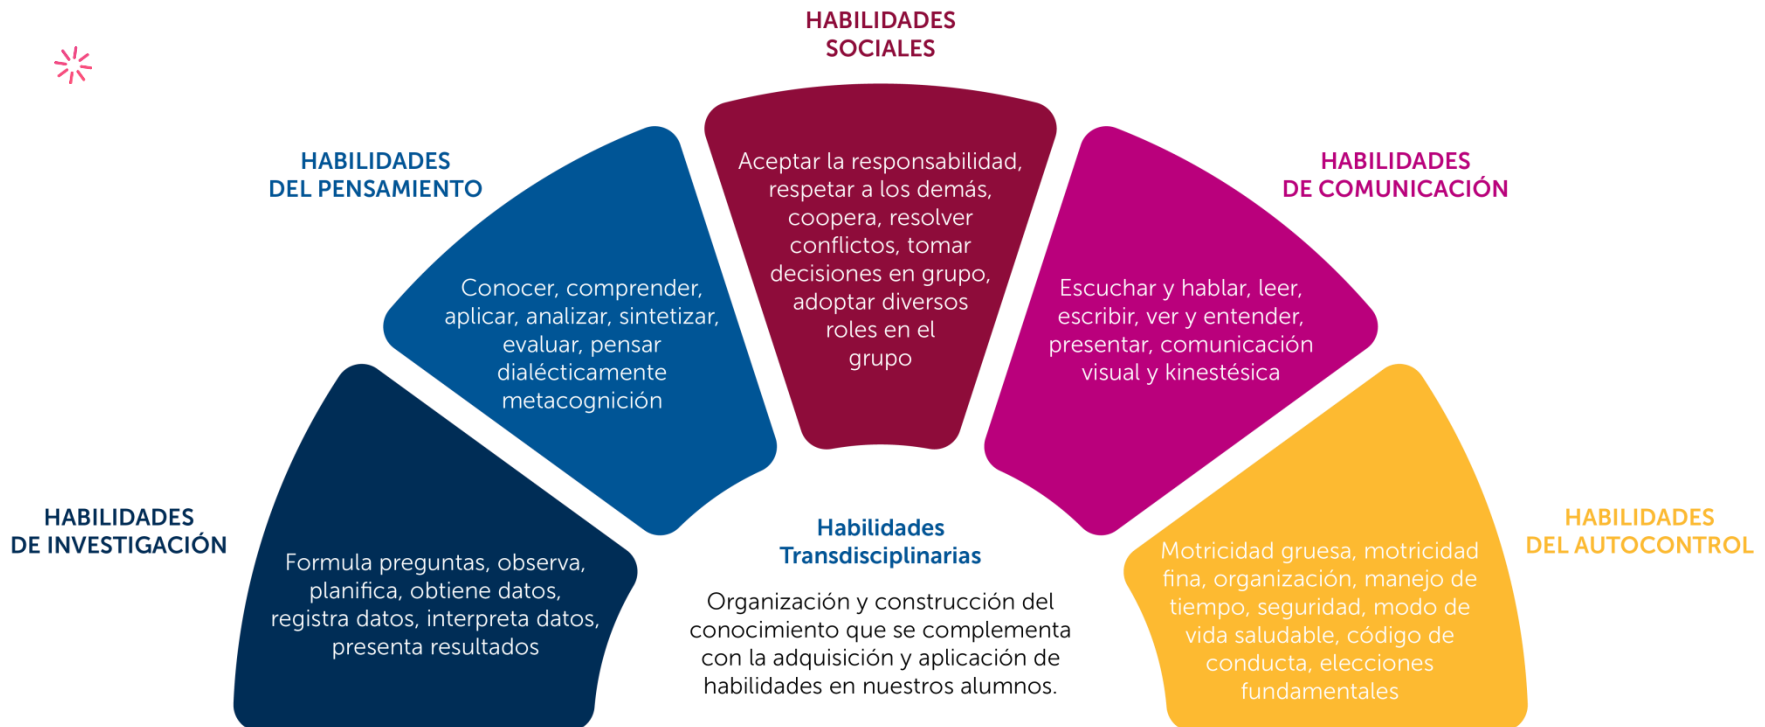 HABILIDADES
SOCIALES
Aceptar la responsabilidad,
respetar a los demás,
coopera, resolver
conflictos, tomar
decisiones en grupo,
adoptar diversos
roles en el
grupo
HABILIDADES
DEL PENSAMIENTO
Conocer, comprender,
aplicar, analizar, sintetizar,
evaluar, pensar
dialécticamente
metacognición
HABILIDADES
DE COMUNICACIÓN
Escuchar y hablar, leer,
escribir, ver y entender,
presentar, comunicación
visual y kinestésica
HABILIDADES
DE INVESTIGACIÓN
Formula preguntas, observa,
planifica, obtiene datos,
registra datos, interpreta datos,
presenta resultados
Habilidades
Transdisciplinarias
Organización y construcción del
conocimiento que se complementa
con la adquisición y aplicación de
habilidades en nuestros alumnos.
HABILIDADES
DEL AUTOCONTROL
Motricidad gruesa, motricidad
fina, organización, manejo de
tiempo, seguridad, modo de
vida saludable, código de
conducta, elecciones
fundamentales